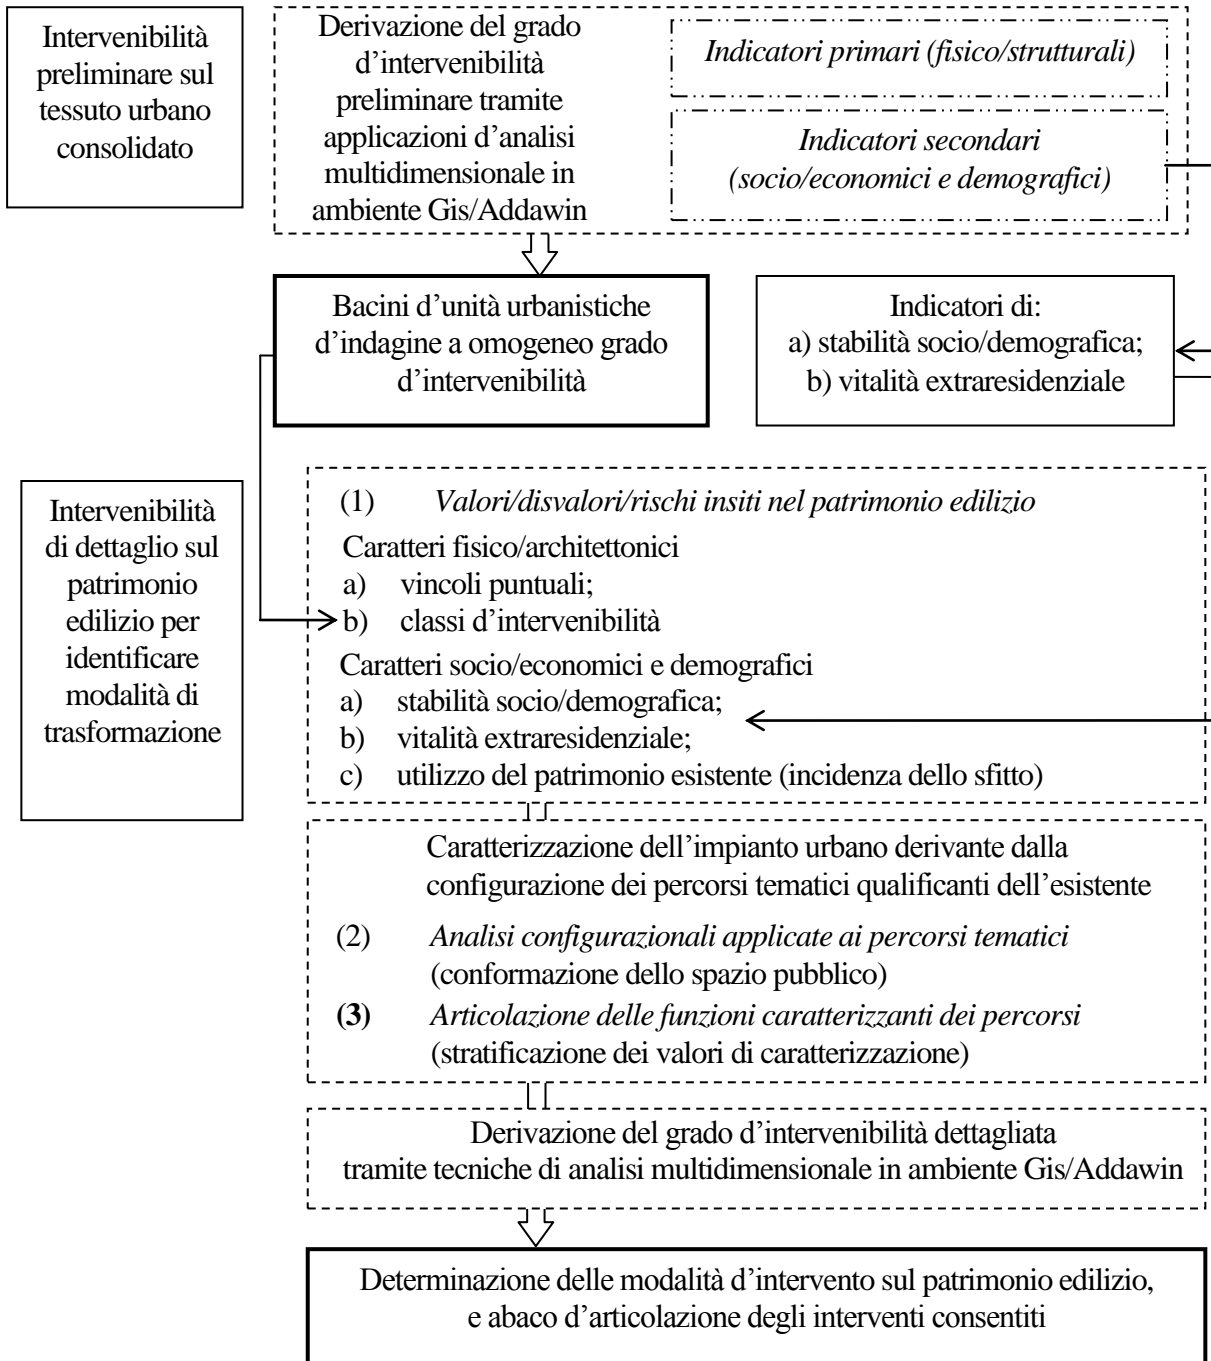 Intervenibilità
preliminare sul
tessuto urbano
consolidato
Derivazione del grado
d’intervenibilità
preliminare tramite
applicazioni d’analisi
multidimensionale in
ambiente Gis/Addawin
Indicatori primari (fisico/strutturali)
Indicatori secondari
(socio/economici e demografici)
Bacini d’unità urbanistiche
d’indagine a omogeneo grado
d’intervenibilità
Indicatori di:
a) stabilità socio/demografica;
b) vitalità extraresidenziale
Intervenibilità
di dettaglio sul
patrimonio
edilizio per
identificare
modalità di
trasformazione
(1) Valori/disvalori/rischi insiti nel patrimonio edilizio
Caratteri fisico/architettonici
a) vincoli puntuali;
b) classi d’intervenibilità
Caratteri socio/economici e demografici
a) stabilità socio/demografica;
b) vitalità extraresidenziale;
c) utilizzo del patrimonio esistente (incidenza dello sfitto)
Caratterizzazione dell’impianto urbano derivante dalla
configurazione dei percorsi tematici qualificanti dell’esistente
(2) Analisi configurazionali applicate ai percorsi tematici
(conformazione dello spazio pubblico)
(3) Articolazione delle funzioni caratterizzanti dei percorsi
(stratificazione dei valori di caratterizzazione)
Derivazione del grado d’intervenibilità dettagliata
tramite tecniche di analisi multidimensionale in ambiente Gis/Addawin
Determinazione delle modalità d’intervento sul patrimonio edilizio,
e abaco d’articolazione degli interventi consentiti